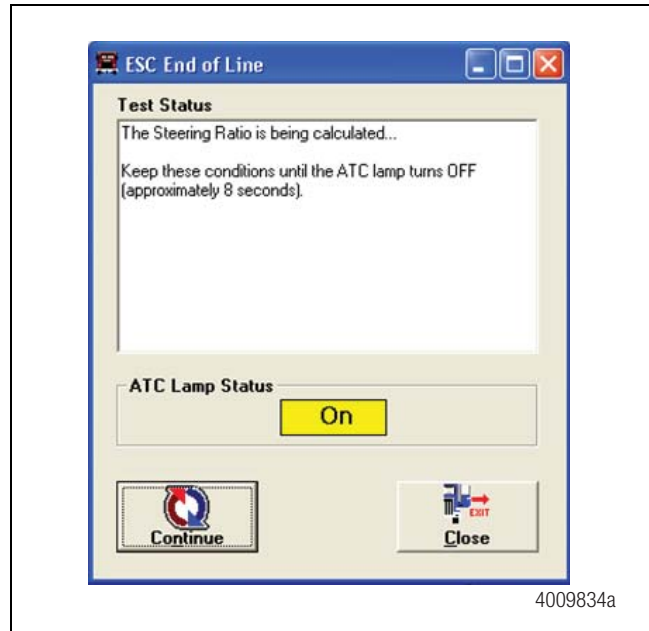 ESC End of Line
Test Status
The Steering Ratio is being calculated...
Keep these conditions until the ATC lamp turns OFF
(approximately 8 seconds).
ATC Lamp Status
On
Continue
EXIT
Close
4009834a